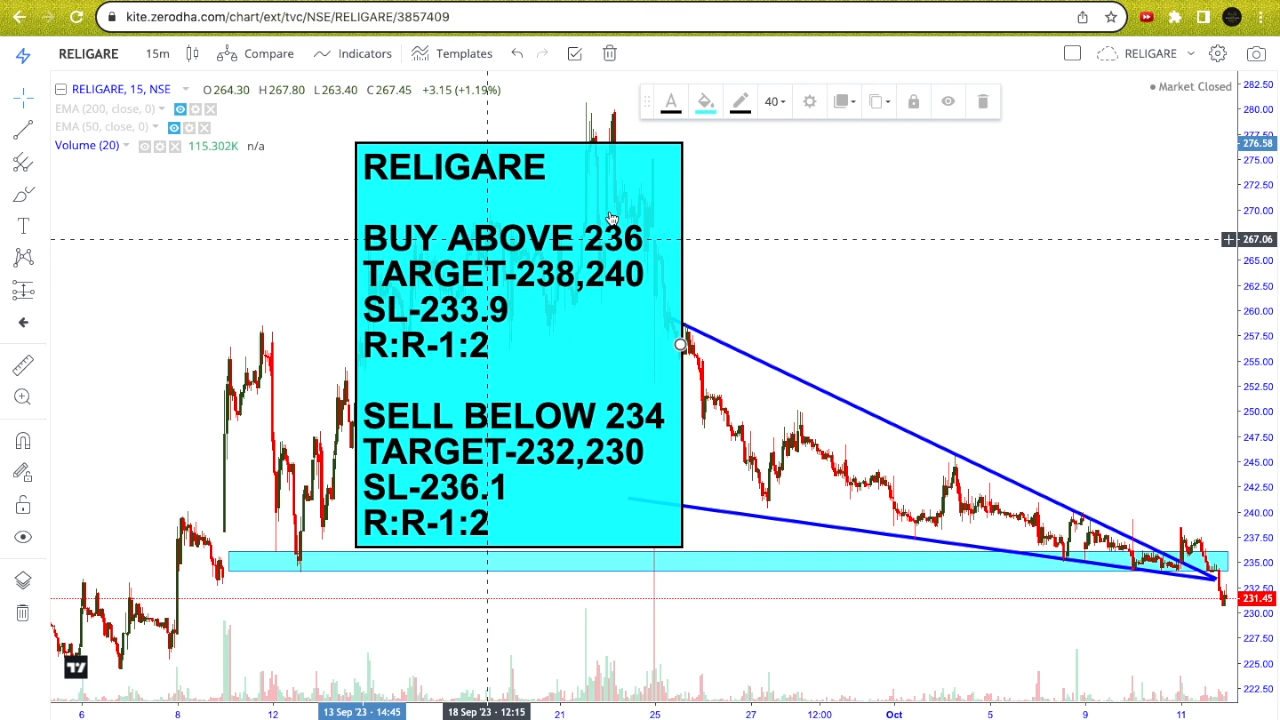 kite.zerodha.com/chart/ext/tvc/NSE/RELIGARE/3857409
RELIGARE 15m Compare Indicators Templates RELIGARE
RELIGARE, 15, NSE O264.30 H267.80 L263.40 C267.45 +3.15 (+1.19%)
Market Closed
EMA (200, close, 0)
EMA (50, close, 0)
Volume (20) 115.302K n/a
40
RELIGARE
BUY ABOVE 236
TARGET-238,240
SL-233.9
R:R-1:2
SELL BELOW 234
TARGET-232,230
SL-236.1
R:R-1:2
282.50
280.00
277.50
276.58
275.00
272.50
270.00
267.06
265.00
262.50
260.00
257.50
255.00
252.50
250.00
247.50
245.00
242.50
240.00
237.50
235.00
232.50
231.45
230.00
227.50
225.00
222.50
6 8 12 13 Sep '23 - 14:45 18 Sep '23 - 12:15 21 25 27 12:00 Oct 5 9 11